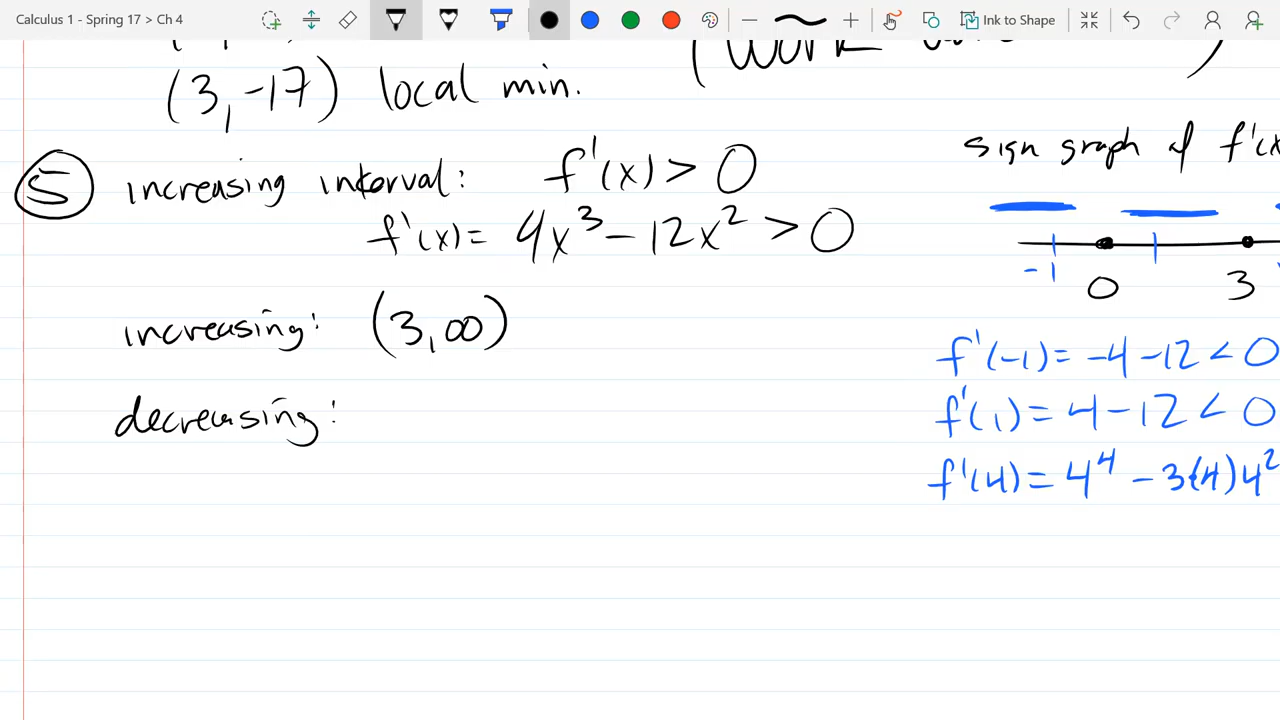 Calculus 1 - Spring 17 > Ch 4
Ink to Shape
(Work
(3, -17) local min.
sign graph of f'(x
⑤ increasing interval: f'(x) > 0
f'(x) = 4x³ - 12x² > 0
-1 0 3
increasing: (3, ∞)
f'(-1) = -4 - 12 < 0
decreasing:
f'(1) = 4 - 12 < 0
f'(4) = 4⁴ - 3(4)4²